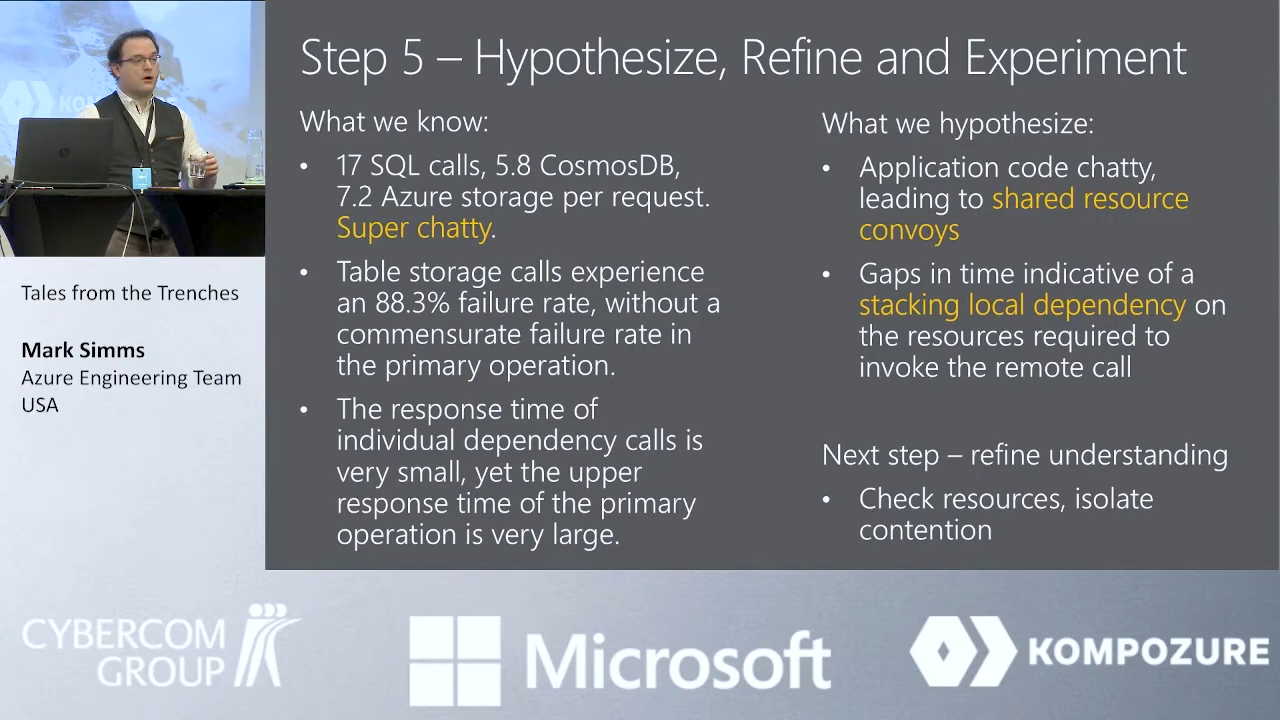 Step 5 – Hypothesize, Refine and Experiment
What we know:
• 17 SQL calls, 5.8 CosmosDB,
7.2 Azure storage per request.
Super chatty.
• Table storage calls experience
an 88.3% failure rate, without a
commensurate failure rate in
the primary operation.
• The response time of
individual dependency calls is
very small, yet the upper
response time of the primary
operation is very large.
What we hypothesize:
• Application code chatty,
leading to shared resource
convoys
• Gaps in time indicative of a
stacking local dependency on
the resources required to
invoke the remote call
Next step – refine understanding
• Check resources, isolate
contention
Tales from the Trenches
Mark Simms
Azure Engineering Team
USA
CYBERCOM
GROUP
Microsoft
KOMPOZURE